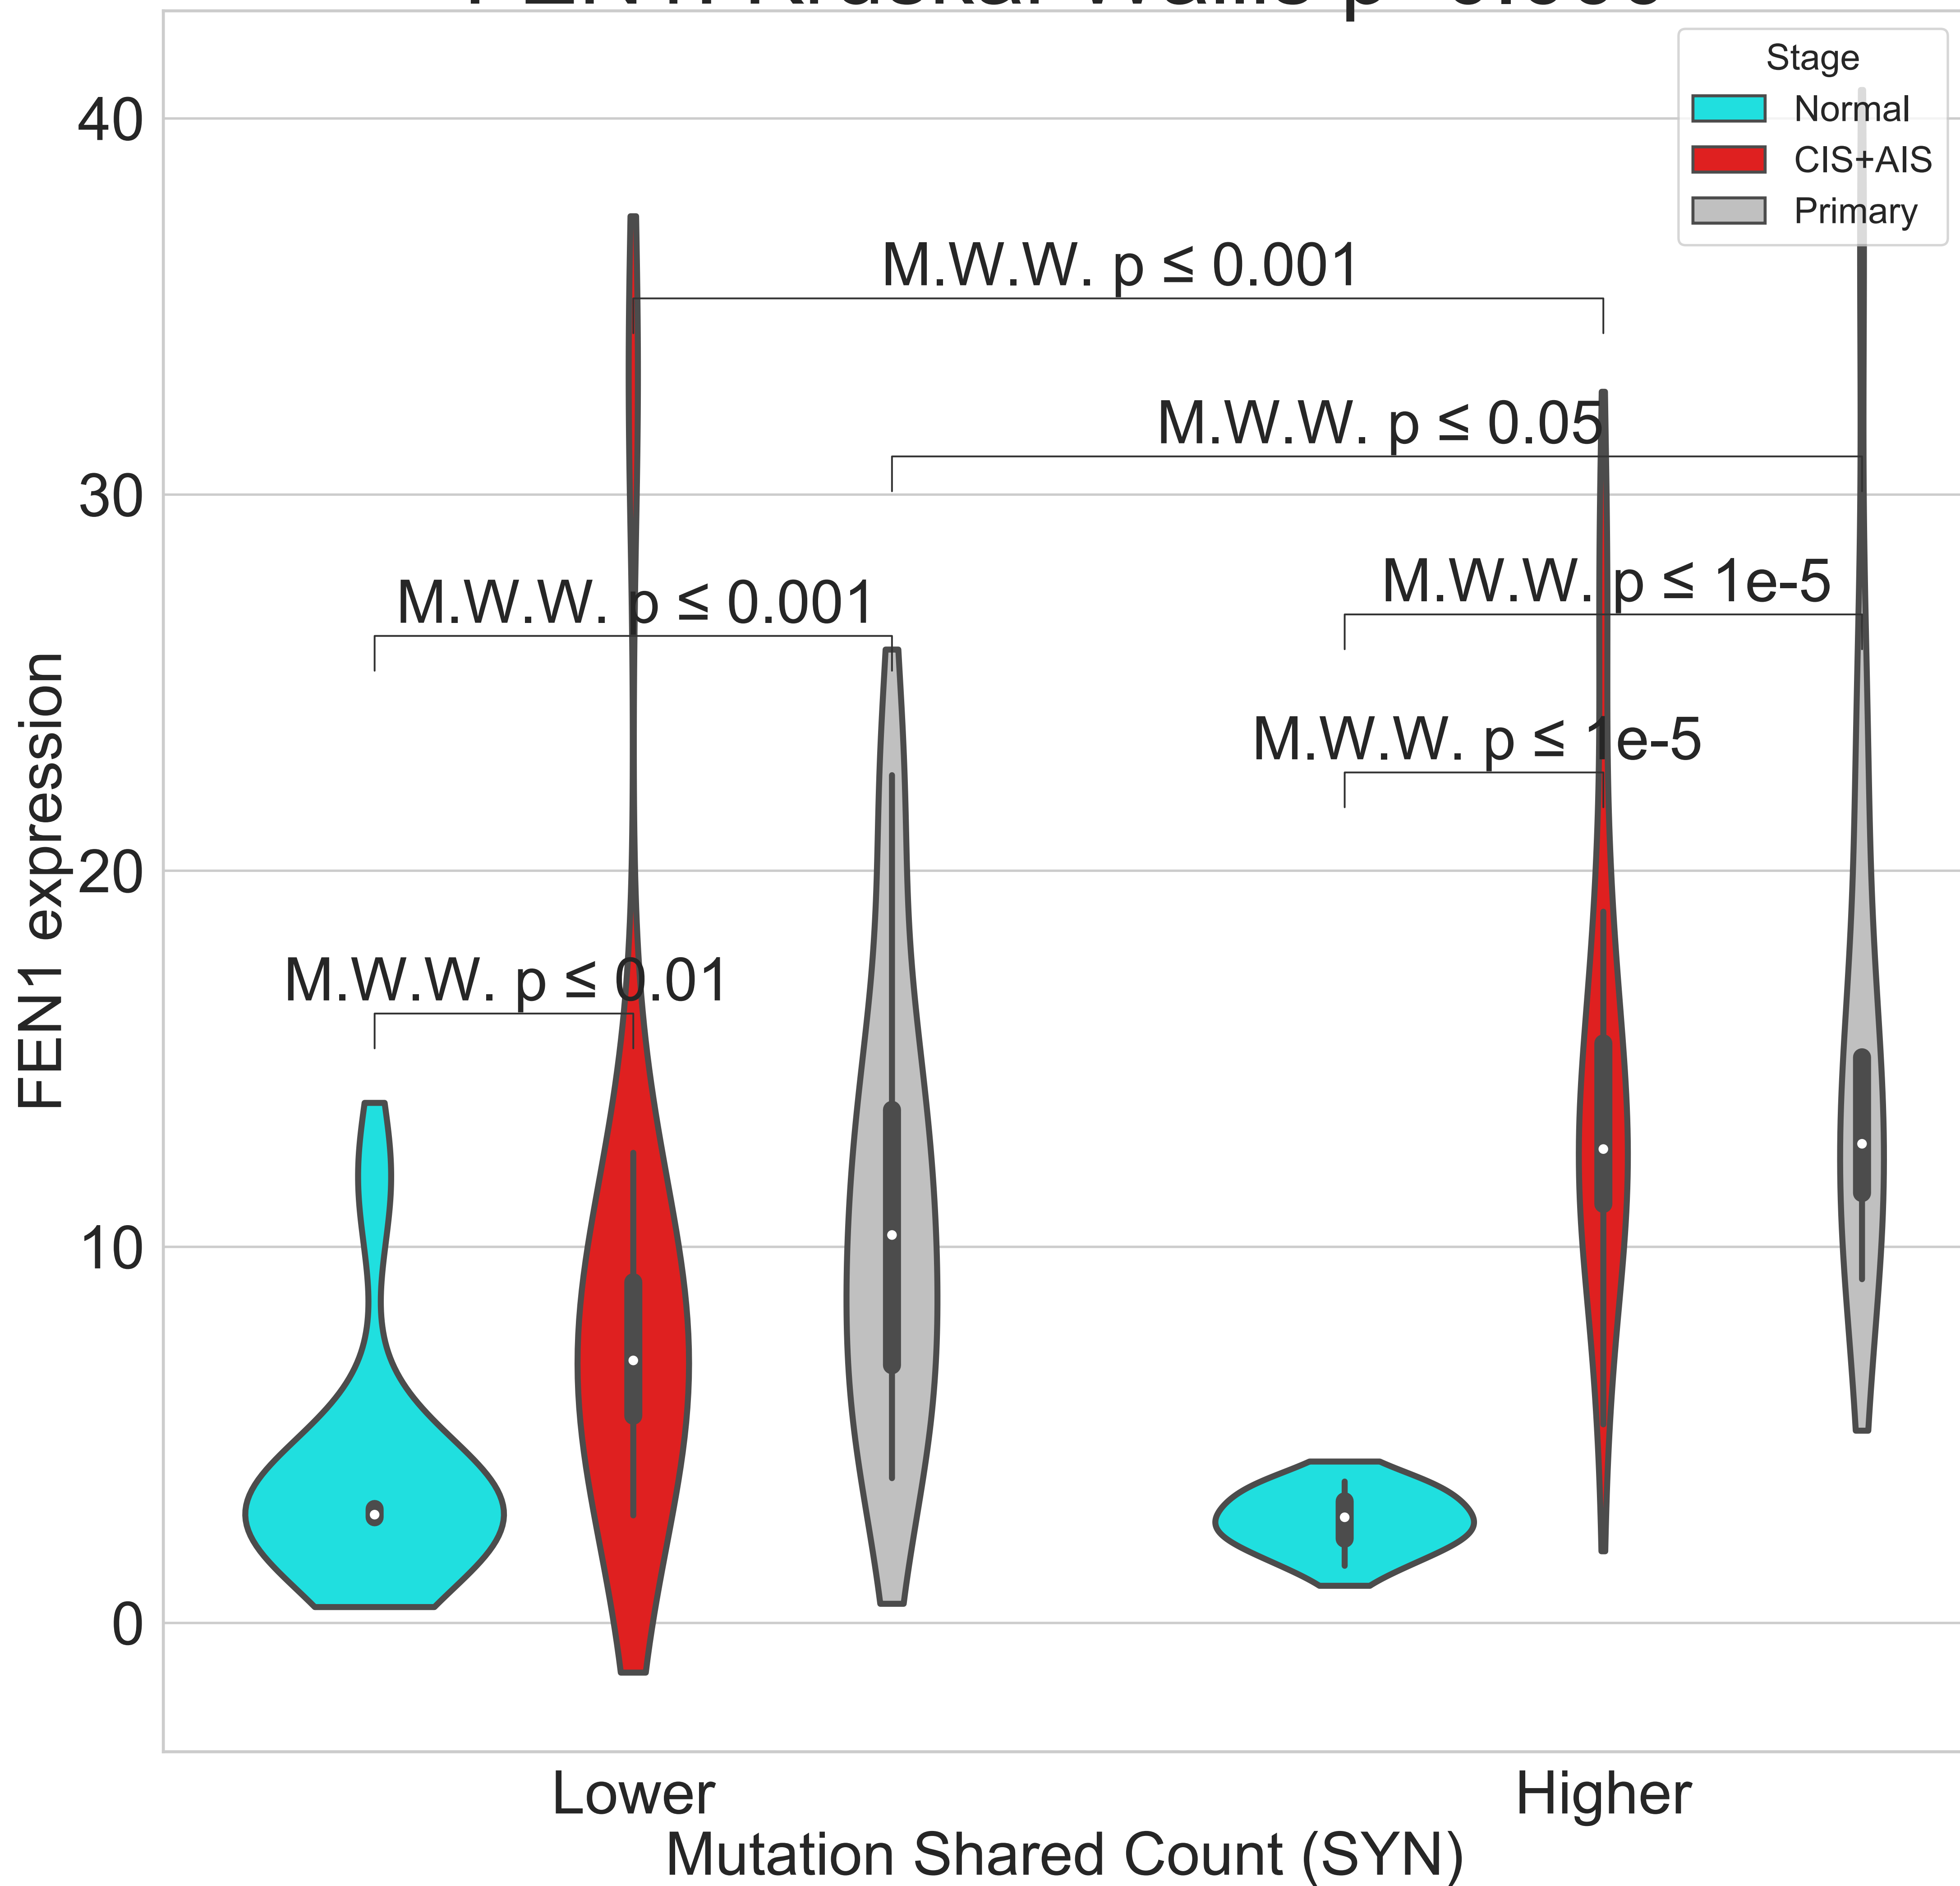 Stage
Normal
CIS+AIS
Primary
40
30
20
10
0
FEN1 expression
M.W.W. p ≤ 0.001
M.W.W. p ≤ 0.05
M.W.W. p ≤ 0.001
M.W.W. p ≤ 1e-5
M.W.W. p ≤ 1e-5
M.W.W. p ≤ 0.01
Lower
Higher
Mutation Shared Count (SYN)